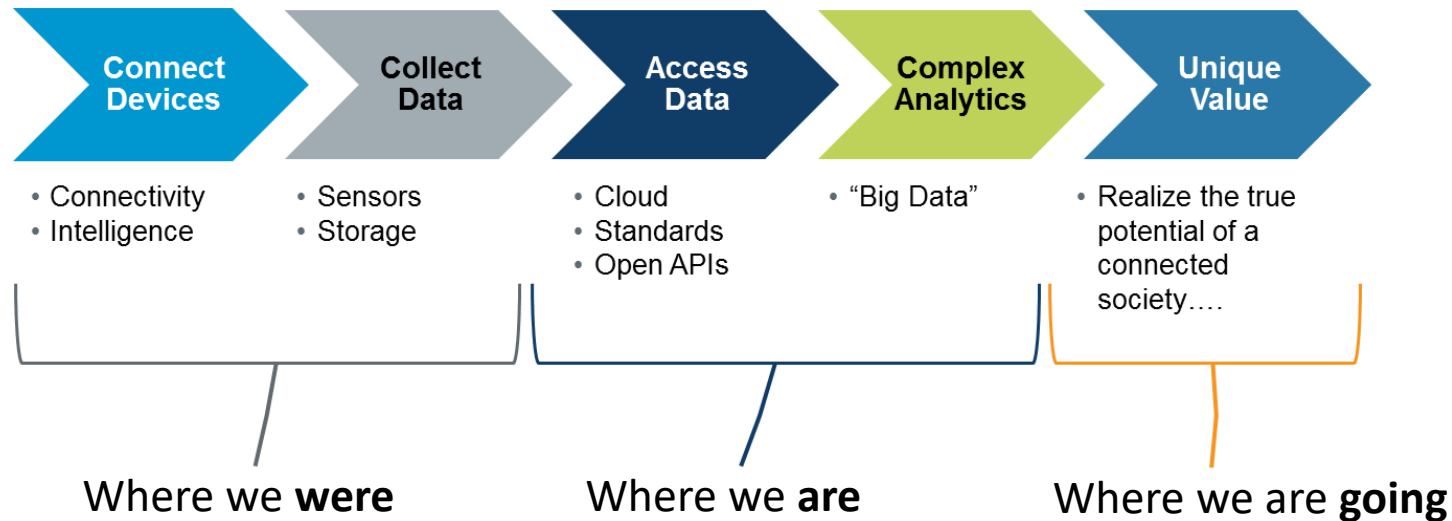 Connect
Devices
Collect
Data
Access
Data
Complex
Analytics
Unique
Value
• Connectivity
• Intelligence
• Sensors
• Storage
• Cloud
• Standards
• Open APIs
• “Big Data”
• Realize the true
potential of a
connected
society….
Where we were
Where we are
Where we are going